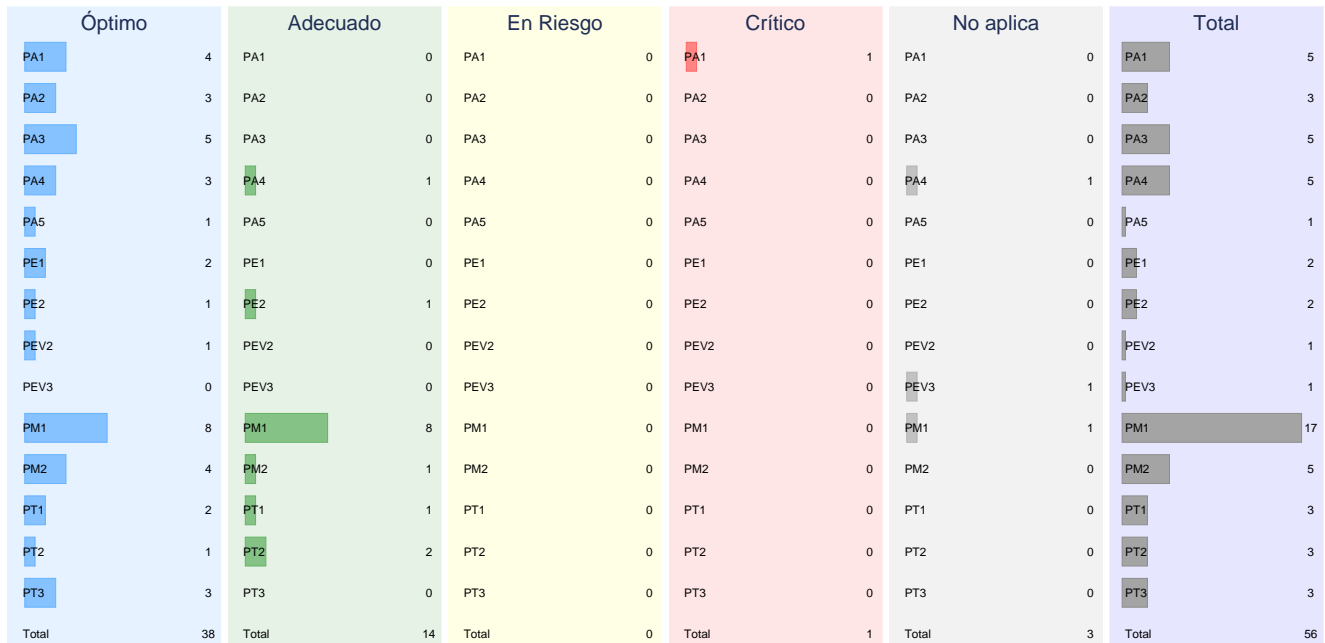 Óptimo Adecuado En Riesgo Crítico No aplica Total
PA1 4 PA1 0 PA1 0 PA1 1 PA1 0 PA1 5
PA2 3 PA2 0 PA2 0 PA2 0 PA2 0 PA2 3
PA3 5 PA3 0 PA3 0 PA3 0 PA3 0 PA3 5
PA4 3 PA4 1 PA4 0 PA4 0 PA4 1 PA4 5
PA5 1 PA5 0 PA5 0 PA5 0 PA5 0 PA5 1
PE1 2 PE1 0 PE1 0 PE1 0 PE1 0 PE1 2
PE2 1 PE2 1 PE2 0 PE2 0 PE2 0 PE2 2
PEV2 1 PEV2 0 PEV2 0 PEV2 0 PEV2 0 PEV2 1
PEV3 0 PEV3 0 PEV3 0 PEV3 0 PEV3 1 PEV3 1
PM1 8 PM1 8 PM1 0 PM1 0 PM1 1 PM1 17
PM2 4 PM2 1 PM2 0 PM2 0 PM2 0 PM2 5
PT1 2 PT1 1 PT1 0 PT1 0 PT1 0 PT1 3
PT2 1 PT2 2 PT2 0 PT2 0 PT2 0 PT2 3
PT3 3 PT3 0 PT3 0 PT3 0 PT3 0 PT3 3
Total 38 Total 14 Total 0 Total 1 Total 3 Total 56